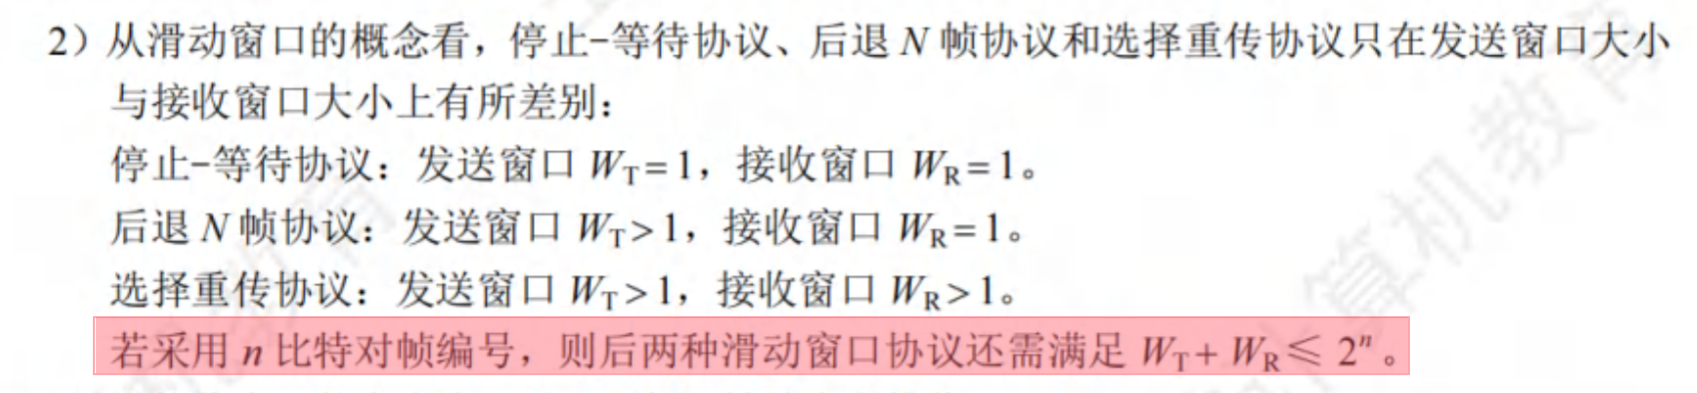 2）从滑动窗口的概念看，停止-等待协议、后退 N 帧协议和选择重传协议只在发送窗口大小
与接收窗口大小上有所差别：
停止-等待协议：发送窗口 W_T=1，接收窗口 W_R=1。
后退 N 帧协议：发送窗口 W_T>1，接收窗口 W_R=1。
选择重传协议：发送窗口 W_T>1，接收窗口 W_R>1。
若采用 n 比特对帧编号，则后两种滑动窗口协议还需满足 W_T+W_R≤2^n。
算机教育